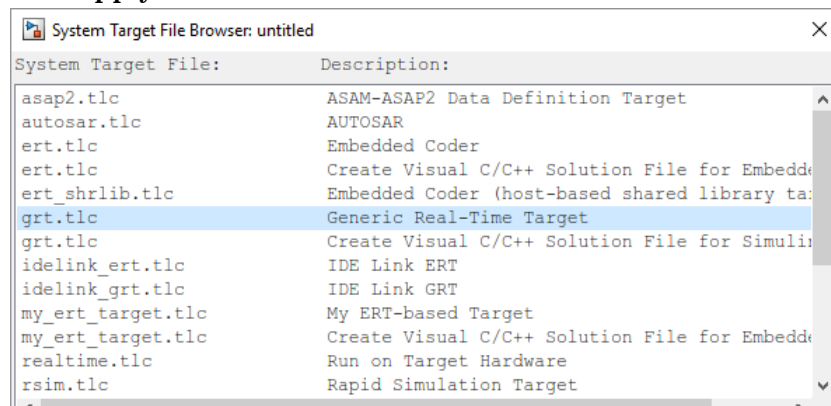 System Target File Browser: untitled
System Target File: Description:
asap2.tlc ASAM-ASAP2 Data Definition Target
autosar.tlc AUTOSAR
ert.tlc Embedded Coder
ert.tlc Create Visual C/C++ Solution File for Embedde
ert_shrlib.tlc Embedded Coder (host-based shared library ta
grt.tlc Generic Real-Time Target
grt.tlc Create Visual C/C++ Solution File for Simuli
idelink_ert.tlc IDE Link ERT
idelink_grt.tlc IDE Link GRT
my_ert_target.tlc My ERT-based Target
my_ert_target.tlc Create Visual C/C++ Solution File for Embedde
realtime.tlc Run on Target Hardware
rsim.tlc Rapid Simulation Target